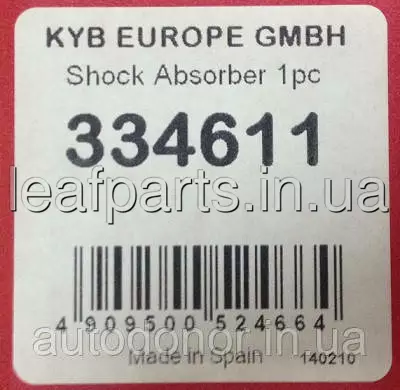 KYB EUROPE GMBH
Shock Absorber 1pc
334611
leafparts.in.ua
4 909500 524664
autodonor.in.ua
Made in Spain 140210